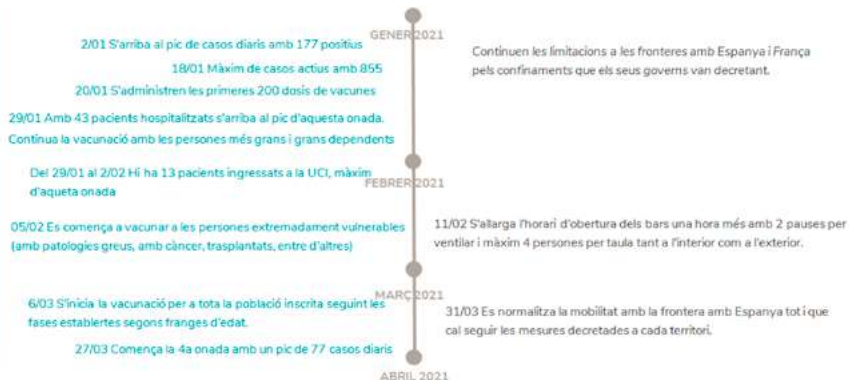 GENER 2021
2/01 S'arriba al pic de casos diaris amb 177 positius
18/01 Màxim de casos actius amb 855
20/01 S'administren les primeres 200 dosis de vacunes
29/01 Amb 43 pacients hospitalitzats s'arriba al pic d'aquesta onada.
Continua la vacunació amb les persones més grans i grans dependents
Continuen les limitacions a les fronteres amb Espanya i França
pels confinaments que els seus governs van decretant.
Del 29/01 al 2/02 Hi ha 13 pacients ingressats a la UCI, màxim
d'aqueta onada
FEBRER 2021
05/02 Es comença a vacunar a les persones extremadament vulnerables
(amb patologies greus, amb càncer, trasplantats, entre d'altres)
11/02 S'allarga l'horari d'obertura dels bars una hora més amb 2 pauses per
ventilar i màxim 4 persones per taula tant a l'interior com a l'exterior.
MARÇ 2021
6/03 S'inicia la vacunació per a tota la població inscrita seguint les
fases establertes segons franges d'edat.
27/03 Comença la 4a onada amb un pic de 77 casos diaris
31/03 Es normalitza la mobilitat amb la frontera amb Espanya tot i que
cal seguir les mesures decretades a cada territori.
ABRIL 2021